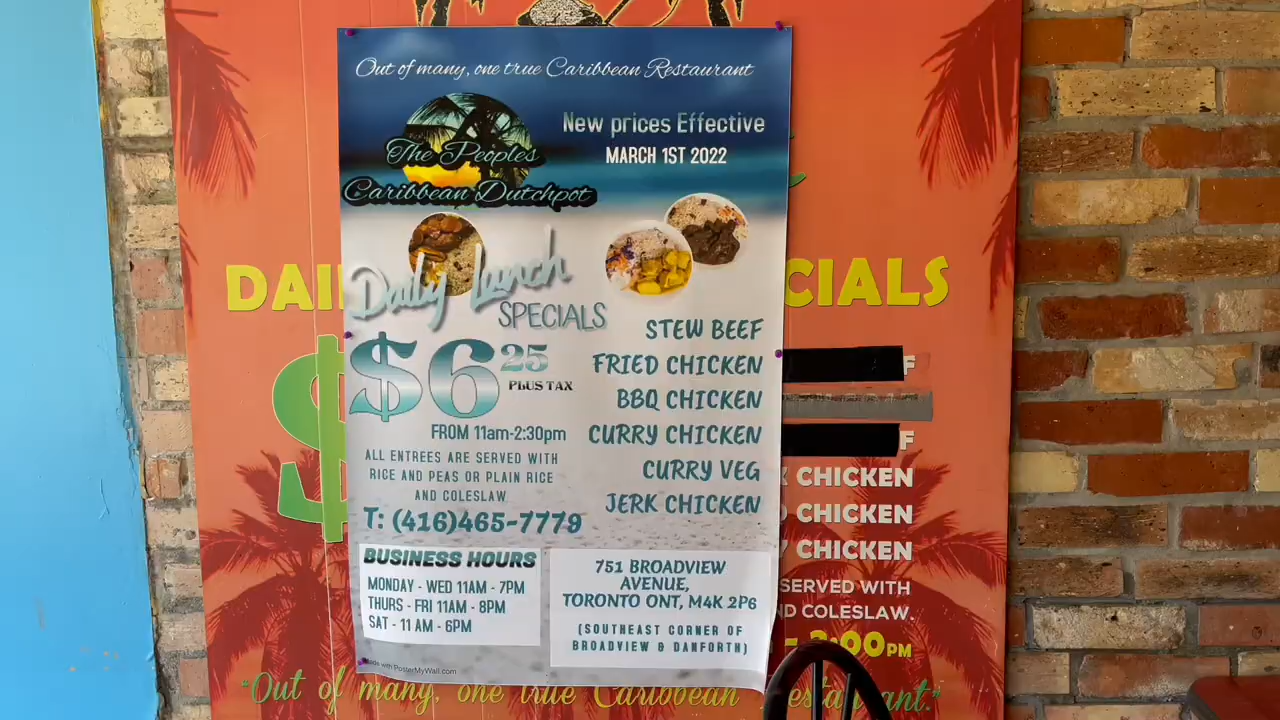 Out of many, one true Caribbean Restaurant
The Peoples
Caribbean Dutchpot
New prices Effective
MARCH 1ST 2022
DAI
CIALS
Daily Lunch
SPECIALS
$6 25
PLUS TAX
FROM 11am-2:30pm
ALL ENTREES ARE SERVED WITH
RICE AND PEAS OR PLAIN RICE
AND COLESLAW
T: (416)465-7779
STEW BEEF
FRIED CHICKEN
BBQ CHICKEN
CURRY CHICKEN
CURRY VEG
JERK CHICKEN
BUSINESS HOURS
MONDAY - WED 11AM - 7PM
THURS - FRI 11AM - 8PM
SAT - 11 AM - 6PM
751 BROADVIEW
AVENUE,
TORONTO ONT, M4K 2P6
(SOUTHEAST CORNER OF
BROADVIEW & DANFORTH)
Made with PosterMyWall.com
$
F
F
CHICKEN
CHICKEN
CHICKEN
SERVED WITH
COLESLAW.
:00PM
"Out of many, one true Caribbean Restaurant."